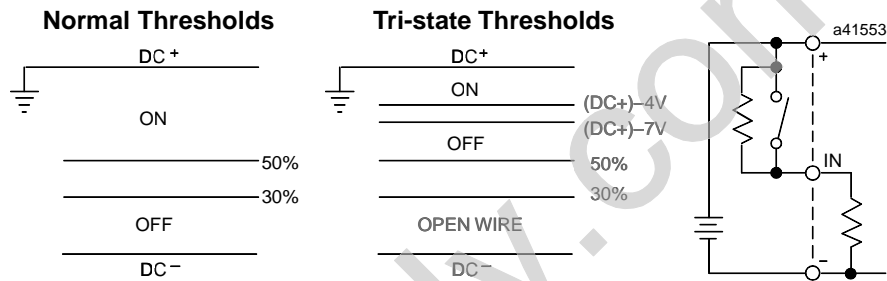 Normal Thresholds
DC +
ON
50%
30%
OFF
DC −
Tri-state Thresholds
DC+
ON
(DC+)–4V
(DC+)–7V
OFF
50%
30%
OPEN WIRE
DC −
a41553
+
IN
−